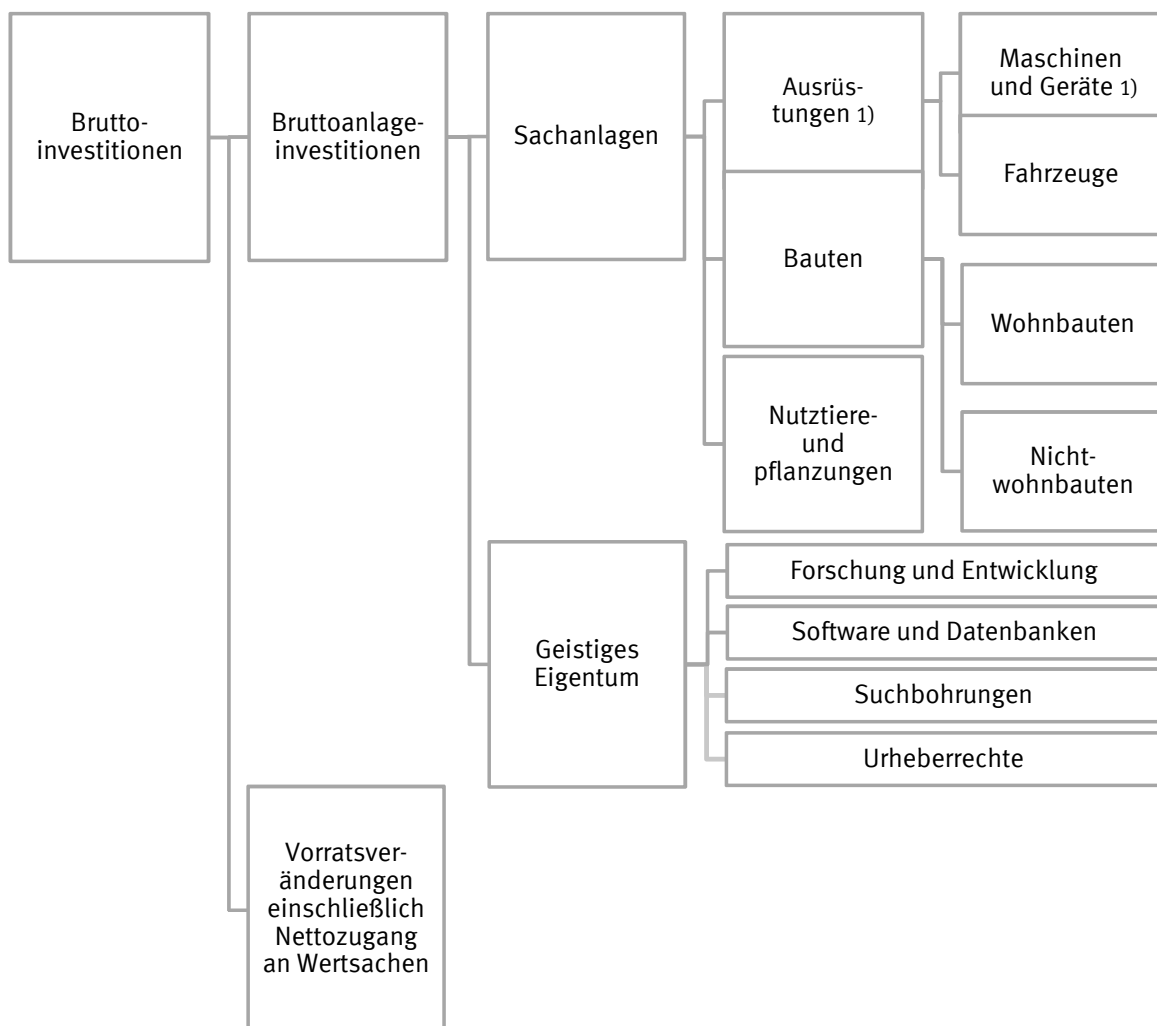 Brutto-
investitionen
Bruttoanlage-
investitionen
Sachanlagen
Ausrüs-
tungen 1)
Maschinen
und Geräte 1)
Fahrzeuge
Bauten
Wohnbauten
Nicht-
wohnbauten
Nutztiere-
und
pflanzungen
Geistiges
Eigentum
Forschung und Entwicklung
Software und Datenbanken
Suchbohrungen
Urheberrechte
Vorratsver-
änderungen
einschließlich
Nettozugang
an Wertsachen